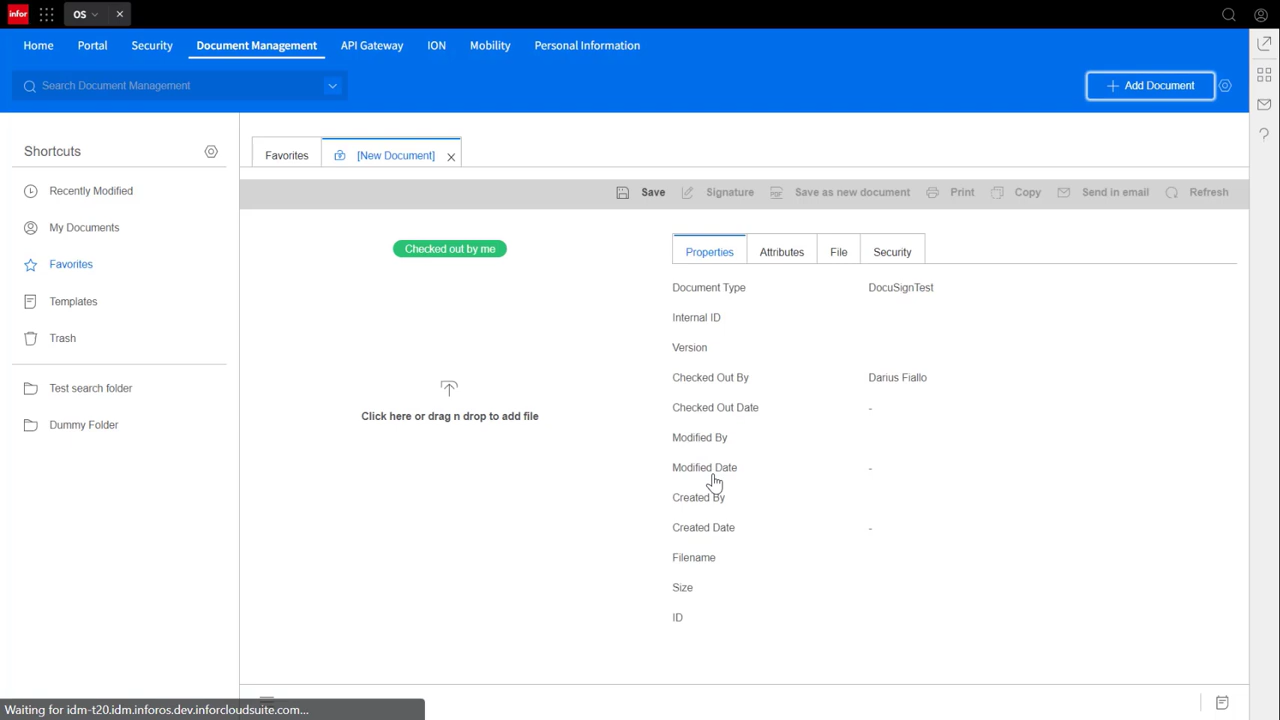 infor OS
Home Portal Security Document Management API Gateway ION Mobility Personal Information
Search Document Management
Add Document
Shortcuts
Recently Modified
My Documents
Favorites
Templates
Trash
Test search folder
Dummy Folder
Favorites [New Document]
Save Signature Save as new document Print Copy Send in email Refresh
PDF
Checked out by me
Click here or drag n drop to add file
Properties Attributes File Security
Document Type DocuSignTest
Internal ID
Version
Checked Out By Darius Fiallo
Checked Out Date -
Modified By
Modified Date -
Created By
Created Date -
Filename
Size
ID
Waiting for idm-t20.idm.inforos.dev.inforcloudsuite.com...